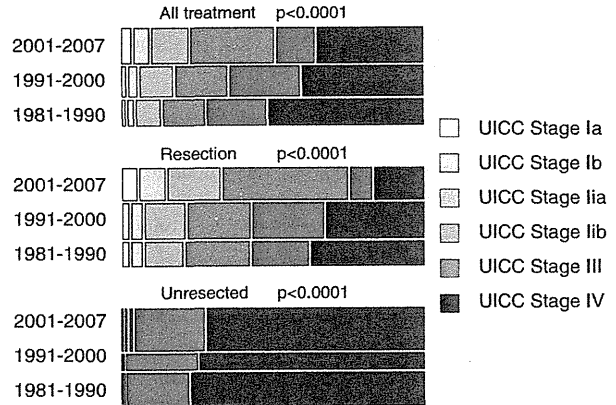 All treatment p<0.0001
2001-2007
1991-2000
1981-1990
Resection p<0.0001
2001-2007
1991-2000
1981-1990
Unresected p<0.0001
2001-2007
1991-2000
1981-1990
UICC Stage Ia
UICC Stage Ib
UICC Stage Iia
UICC Stage Iib
UICC Stage III
UICC Stage IV